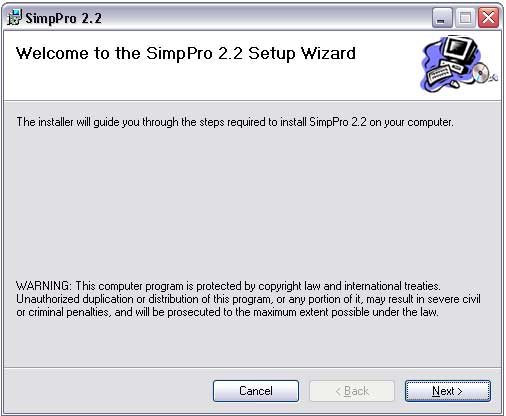 SimpPro 2.2
Welcome to the SimpPro 2.2 Setup Wizard
The installer will guide you through the steps required to install SimpPro 2.2 on your computer.
WARNING: This computer program is protected by copyright law and international treaties.
Unauthorized duplication or distribution of this program, or any portion of it, may result in severe civil
or criminal penalties, and will be prosecuted to the maximum extent possible under the law.
Cancel
< Back
Next >